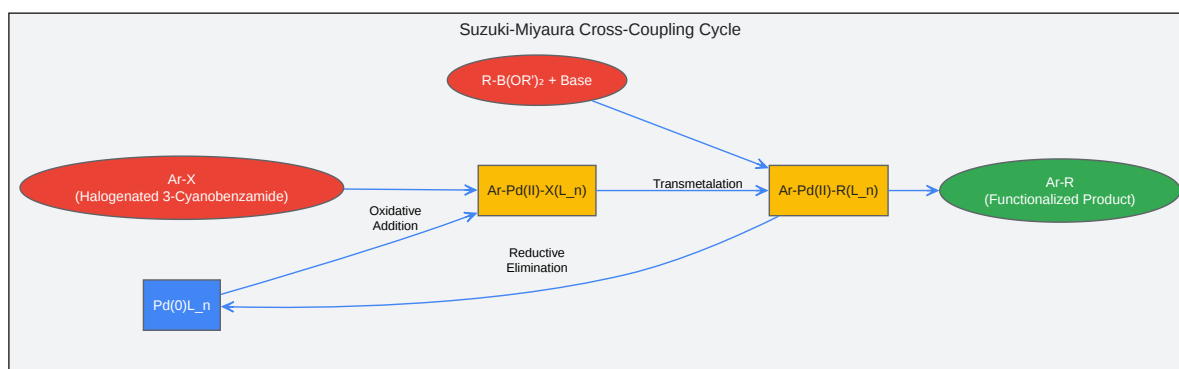 Suzuki-Miyaura Cross-Coupling Cycle
R-B(OR')₂ + Base
Ar-X
(Halogenated 3-Cyanobenzamide)
Ar-Pd(II)-X(L_n)
Transmetalation
Ar-Pd(II)-R(L_n)
Ar-R
(Functionalized Product)
Oxidative
Addition
Reductive
Elimination
Pd(0)L_n